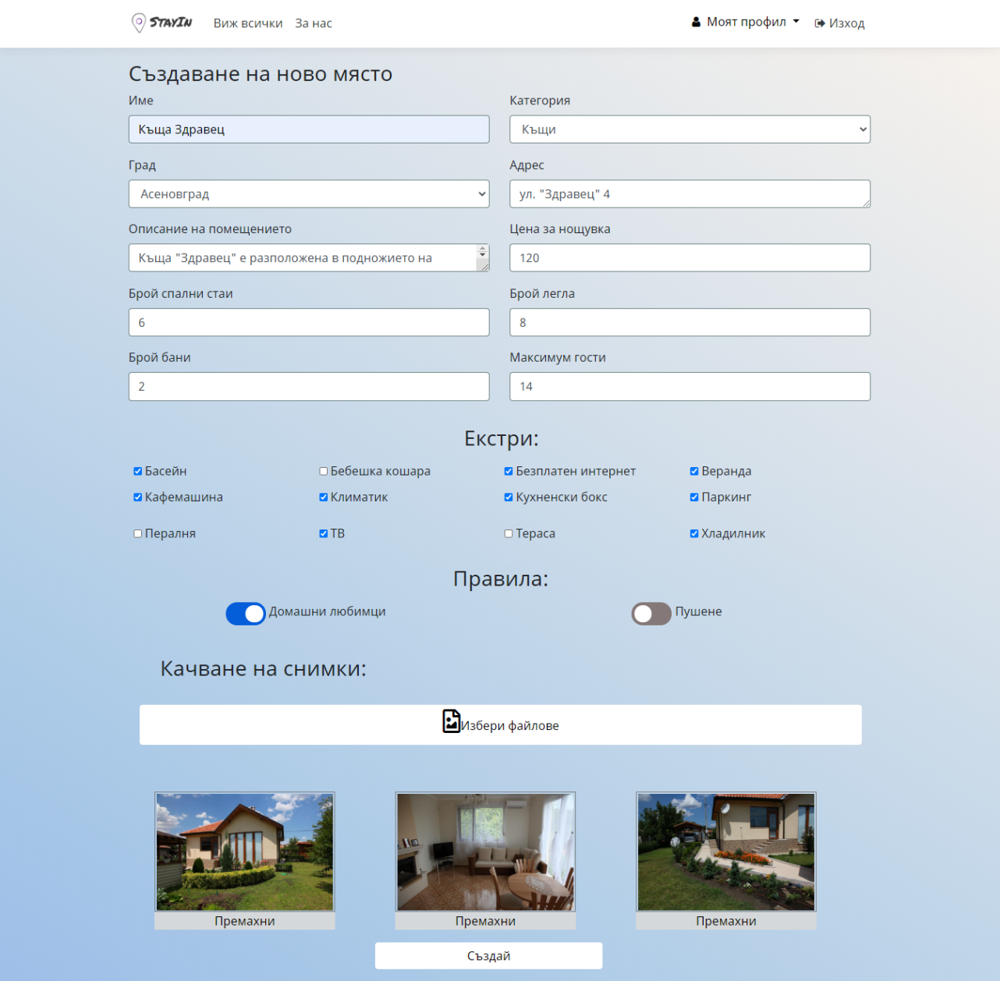 StayIn Виж всички За нас Моят профил Изход
Създаване на ново място
Име Категория
Къща Здравец Къщи
Град Адрес
Асеновград ул. "Здравец" 4
Описание на помещението Цена за нощувка
Къща "Здравец" е разположена в подножието на 120
Брой спални стаи Брой легла
6 8
Брой бани Максимум гости
2 14
Екстри:
Басейн Бебешка кошара Безплатен интернет Веранда
Кафемашина Климатик Кухненски бокс Паркинг
Пералня ТВ Тераса Хладилник
Правила:
Домашни любимци Пушене
Качване на снимки:
Избери файлове
Премахни Премахни Премахни
Създай